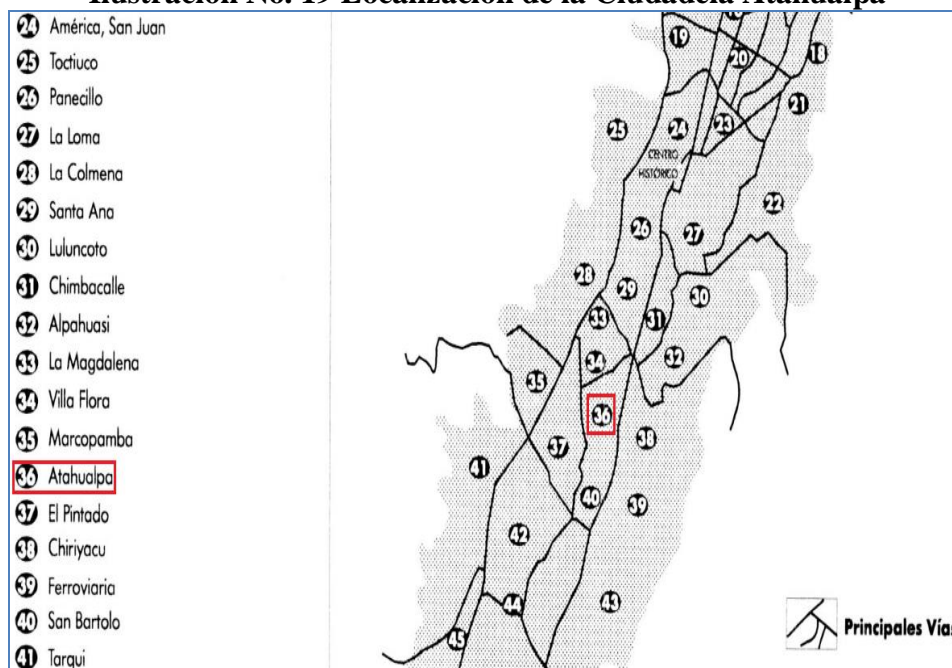 Ilustración No. 19 Localización de la Ciudadela Atahualpa
24 América, San Juan
25 Toctiuco
26 Panecillo
27 La Loma
28 La Colmena
29 Santa Ana
30 Luluncoto
31 Chimbacalle
32 Alpahuasi
33 La Magdalena
34 Villa Flora
35 Marcopamba
36 Atahualpa
37 El Pintado
38 Chiriyacu
39 Ferroviaria
40 San Bartolo
41 Tarqui
19
20
18
21
25
24
23
CENTRO
HISTÓRICO
22
26
27
28
29
30
33
31
34
32
35
36
38
37
41
40
39
42
44
43
45
Principales Vías